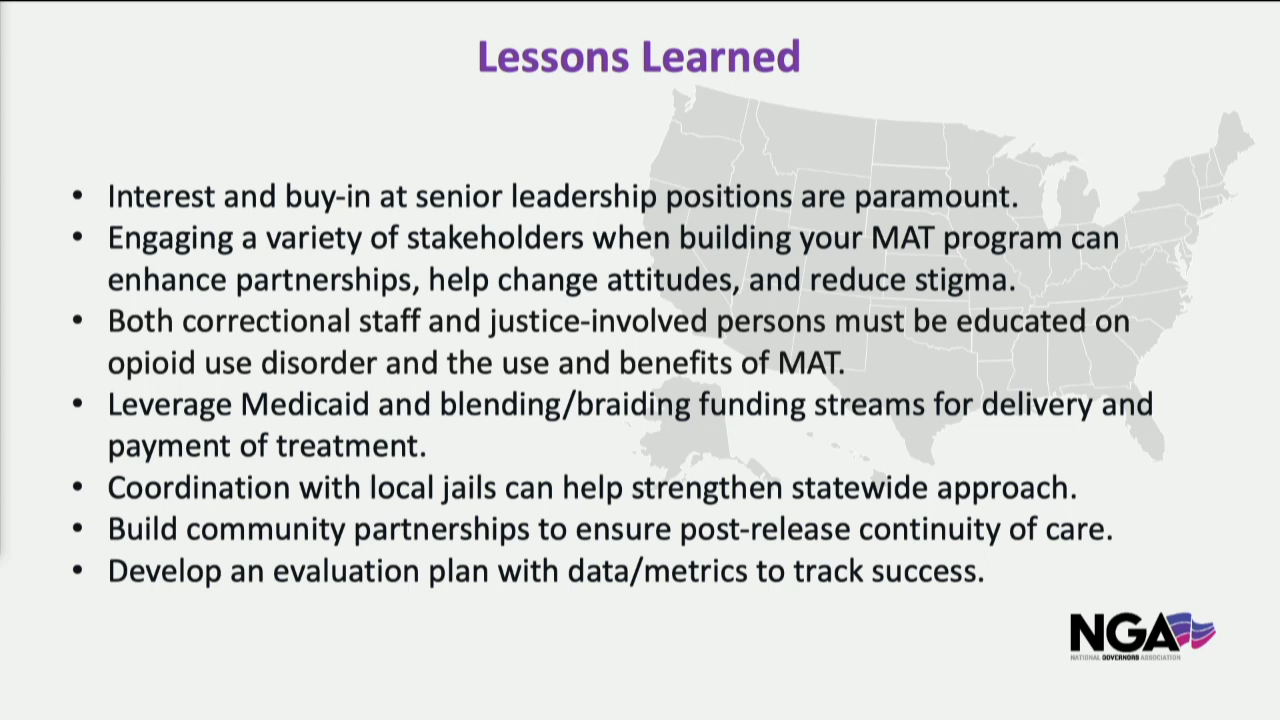 Lessons Learned
• Interest and buy-in at senior leadership positions are paramount.
• Engaging a variety of stakeholders when building your MAT program can
enhance partnerships, help change attitudes, and reduce stigma.
• Both correctional staff and justice-involved persons must be educated on
opioid use disorder and the use and benefits of MAT.
• Leverage Medicaid and blending/braiding funding streams for delivery and
payment of treatment.
• Coordination with local jails can help strengthen statewide approach.
• Build community partnerships to ensure post-release continuity of care.
• Develop an evaluation plan with data/metrics to track success.
NGA
NATIONAL GOVERNORS ASSOCIATION